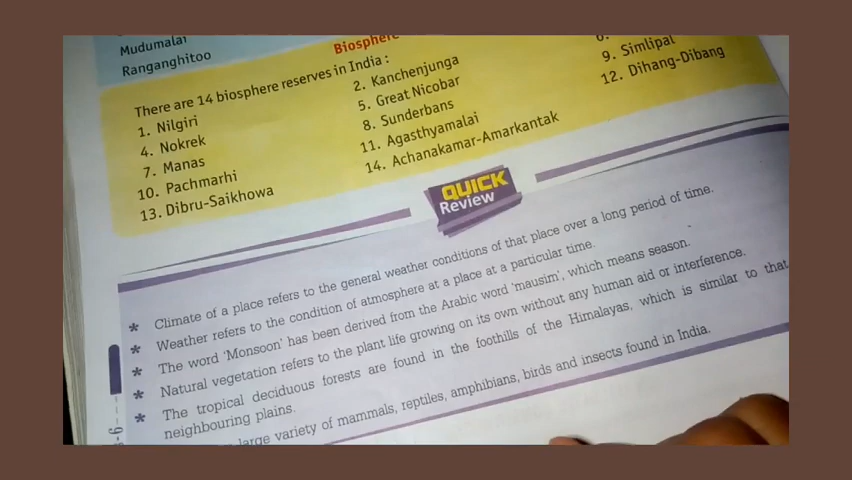 Mudumalai
Ranganghitoo
Biosphere
There are 14 biosphere reserves in India :
1. Nilgiri
2. Kanchenjunga
4. Nokrek
5. Great Nicobar
7. Manas
8. Sunderbans
9. Simlipal
10. Pachmarhi
11. Agasthyamalai
12. Dihang-Dibang
13. Dibru-Saikhowa
14. Achanakamar-Amarkantak
QUICK
Review
* Climate of a place refers to the general weather conditions of that place over a long period of time.
* Weather refers to the condition of atmosphere at a place at a particular time.
* The word 'Monsoon' has been derived from the Arabic word 'mausim', which means season.
* Natural vegetation refers to the plant life growing on its own without any human aid or interference.
* The tropical deciduous forests are found in the foothills of the Himalayas, which is similar to that
neighbouring plains.
large variety of mammals, reptiles, amphibians, birds and insects found in India.